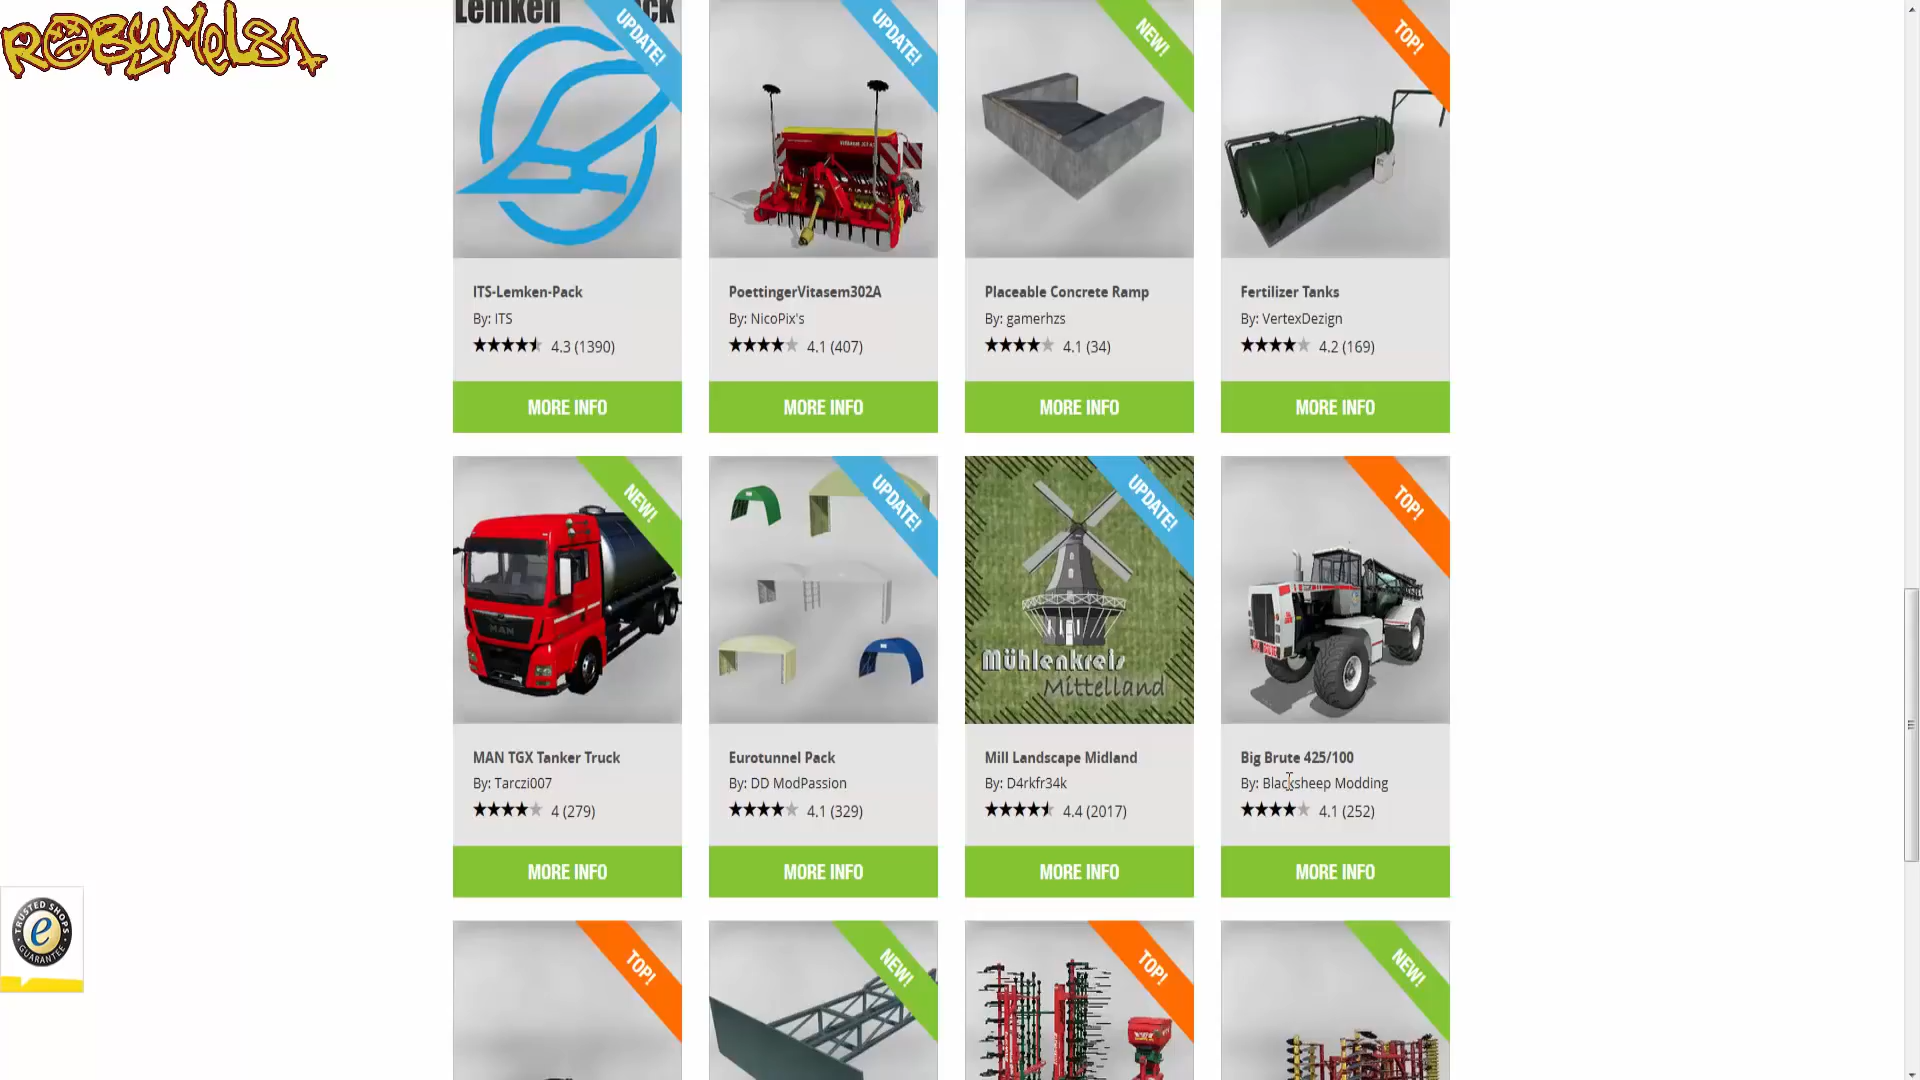 RobyMel81
Lemken Pack
UPDATE!
UPDATE!
NEW!
TOP!
ITS-Lemken-Pack
By: ITS
4.3 (1390)
MORE INFO
PoettingerVitasem302A
By: NicoPix's
4.1 (407)
MORE INFO
Placeable Concrete Ramp
By: gamerhzs
4.1 (34)
MORE INFO
Fertilizer Tanks
By: VertexDezign
4.2 (169)
MORE INFO
NEW!
MAN
UPDATE!
UPDATE!
Mühlenkreis
Mittelland
TOP!
MAN TGX Tanker Truck
By: Tarczi007
4 (279)
MORE INFO
Eurotunnel Pack
By: DD ModPassion
4.1 (329)
MORE INFO
Mill Landscape Midland
By: D4rkfr34k
4.4 (2017)
MORE INFO
Big Brute 425/100
By: Blacksheep Modding
4.1 (252)
MORE INFO
TRUSTED SHOPS
e
GUARANTEE
TOP!
NEW!
TOP!
NEW!